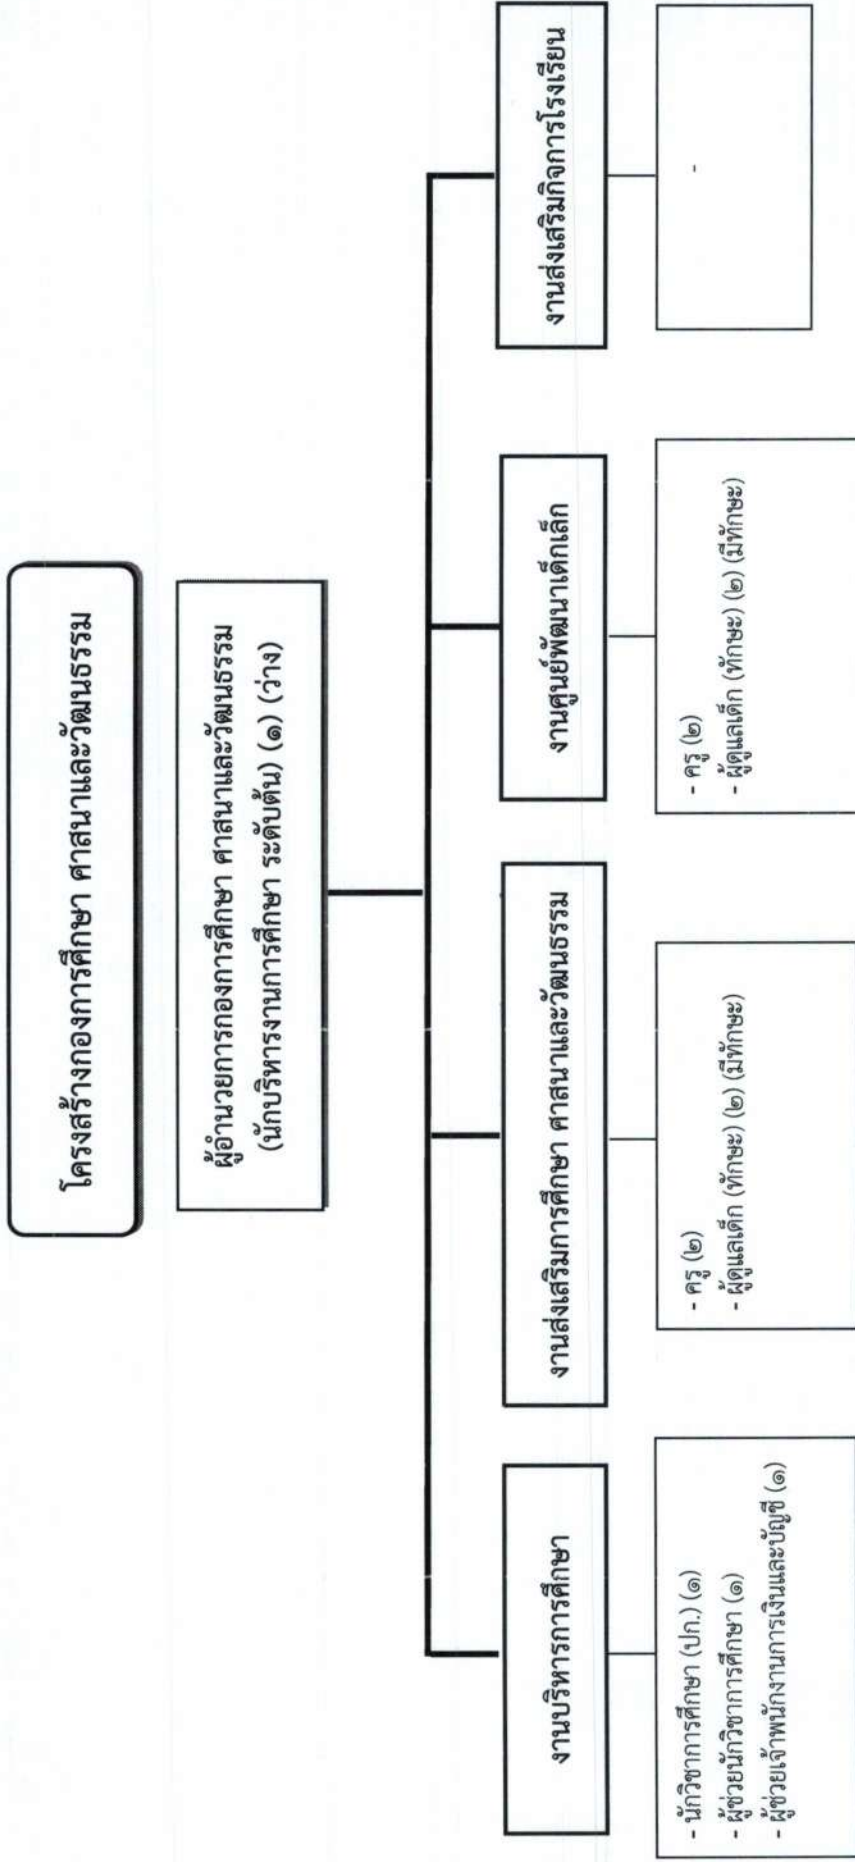 โครงสร้างกองการศึกษา ศาสนาและวัฒนธรรม
ผู้อำนวยการกองการศึกษา ศาสนาและวัฒนธรรม
(นักบริหารงานการศึกษา ระดับต้น) (๑) (ว่าง)
งานบริหารการศึกษา
- นักวิชาการศึกษา (ปก.) (๑)
- ผู้ช่วยนักวิชาการศึกษา (๑)
- ผู้ช่วยเจ้าพนักงานการเงินและบัญชี (๑)
งานส่งเสริมการศึกษา ศาสนาและวัฒนธรรม
- ครู (๒)
- ผู้ดูแลเด็ก (ทักษะ) (๒) (มีทักษะ)
งานศูนย์พัฒนาเด็กเล็ก
- ครู (๒)
- ผู้ดูแลเด็ก (ทักษะ) (๒) (มีทักษะ)
งานส่งเสริมกิจการโรงเรียน
-